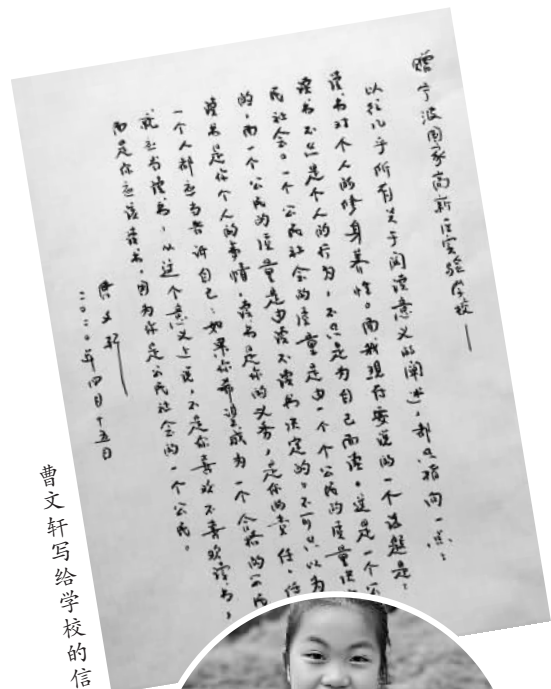 赠宁波国家高新区实验学校——
以往几乎所有关于阅读意义的阐述，都只指向一点：
读书对个人的修身养性。而我现在要说的一个话题是：
读书不只是个人的行为，不只是为自己而读。这是一个公
民社会。一个公民社会的质量是由一个个公民的质量决
的，而一个公民的质量是由读不读书决定的。不可只以为
读书是你个人的事情，读书是你的义务，是你的责任。任
一个人都应当告诉自己：如果你希望成为一个合格的公民
就应当读书，从这个意义上说，不是你喜欢不喜欢读书，
而是你应该读书，因为你是公民社会的一个公民。
曹文轩
二〇二〇年四月十五日
曹文轩写给学校的信